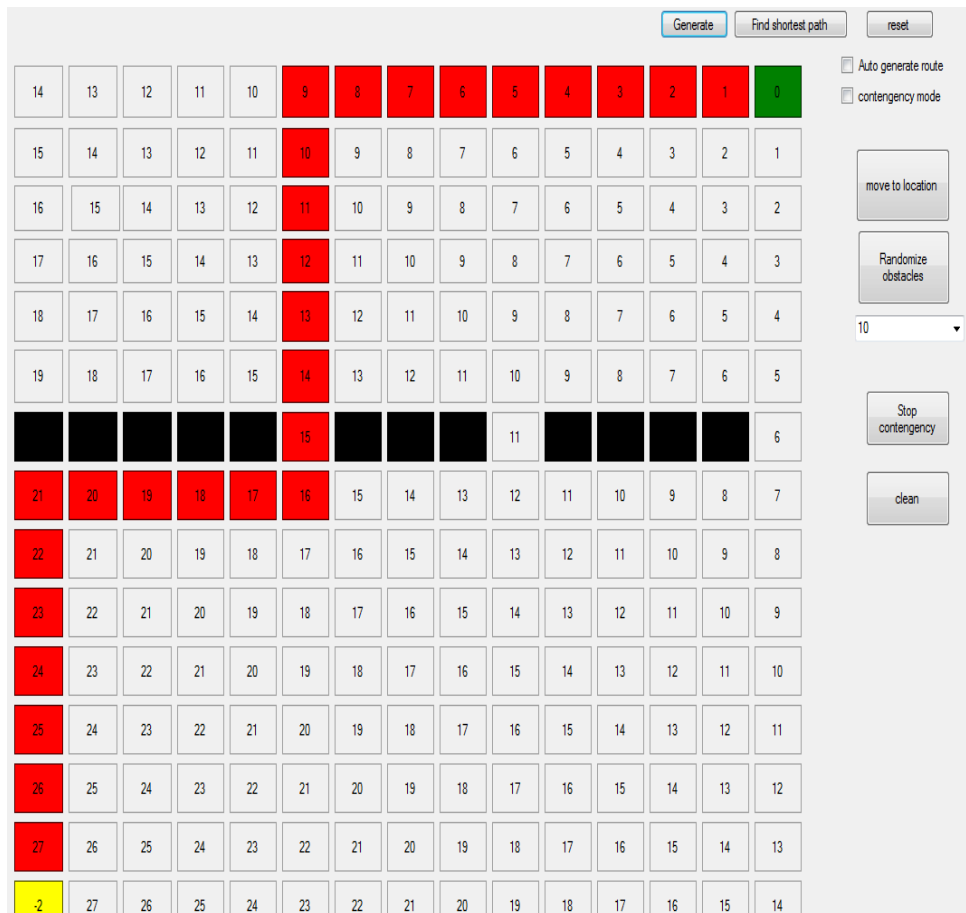 Generate Find shortest path reset
Auto generate route
14 13 12 11 10 9 8 7 6 5 4 3 2 1 0
contengency mode
15 14 13 12 11 10 9 8 7 6 5 4 3 2 1
move to location
16 15 14 13 12 11 10 9 8 7 6 5 4 3 2
17 16 15 14 13 12 11 10 9 8 7 6 5 4 3
Randomize
obstacles
18 17 16 15 14 13 12 11 10 9 8 7 6 5 4
10
19 18 17 16 15 14 13 12 11 10 9 8 7 6 5
Stop
contengency
15 11 6
21 20 19 18 17 16 15 14 13 12 11 10 9 8 7
clean
22 21 20 19 18 17 16 15 14 13 12 11 10 9 8
23 22 21 20 19 18 17 16 15 14 13 12 11 10 9
24 23 22 21 20 19 18 17 16 15 14 13 12 11 10
25 24 23 22 21 20 19 18 17 16 15 14 13 12 11
26 25 24 23 22 21 20 19 18 17 16 15 14 13 12
27 26 25 24 23 22 21 20 19 18 17 16 15 14 13
-2 27 26 25 24 23 22 21 20 19 18 17 16 15 14